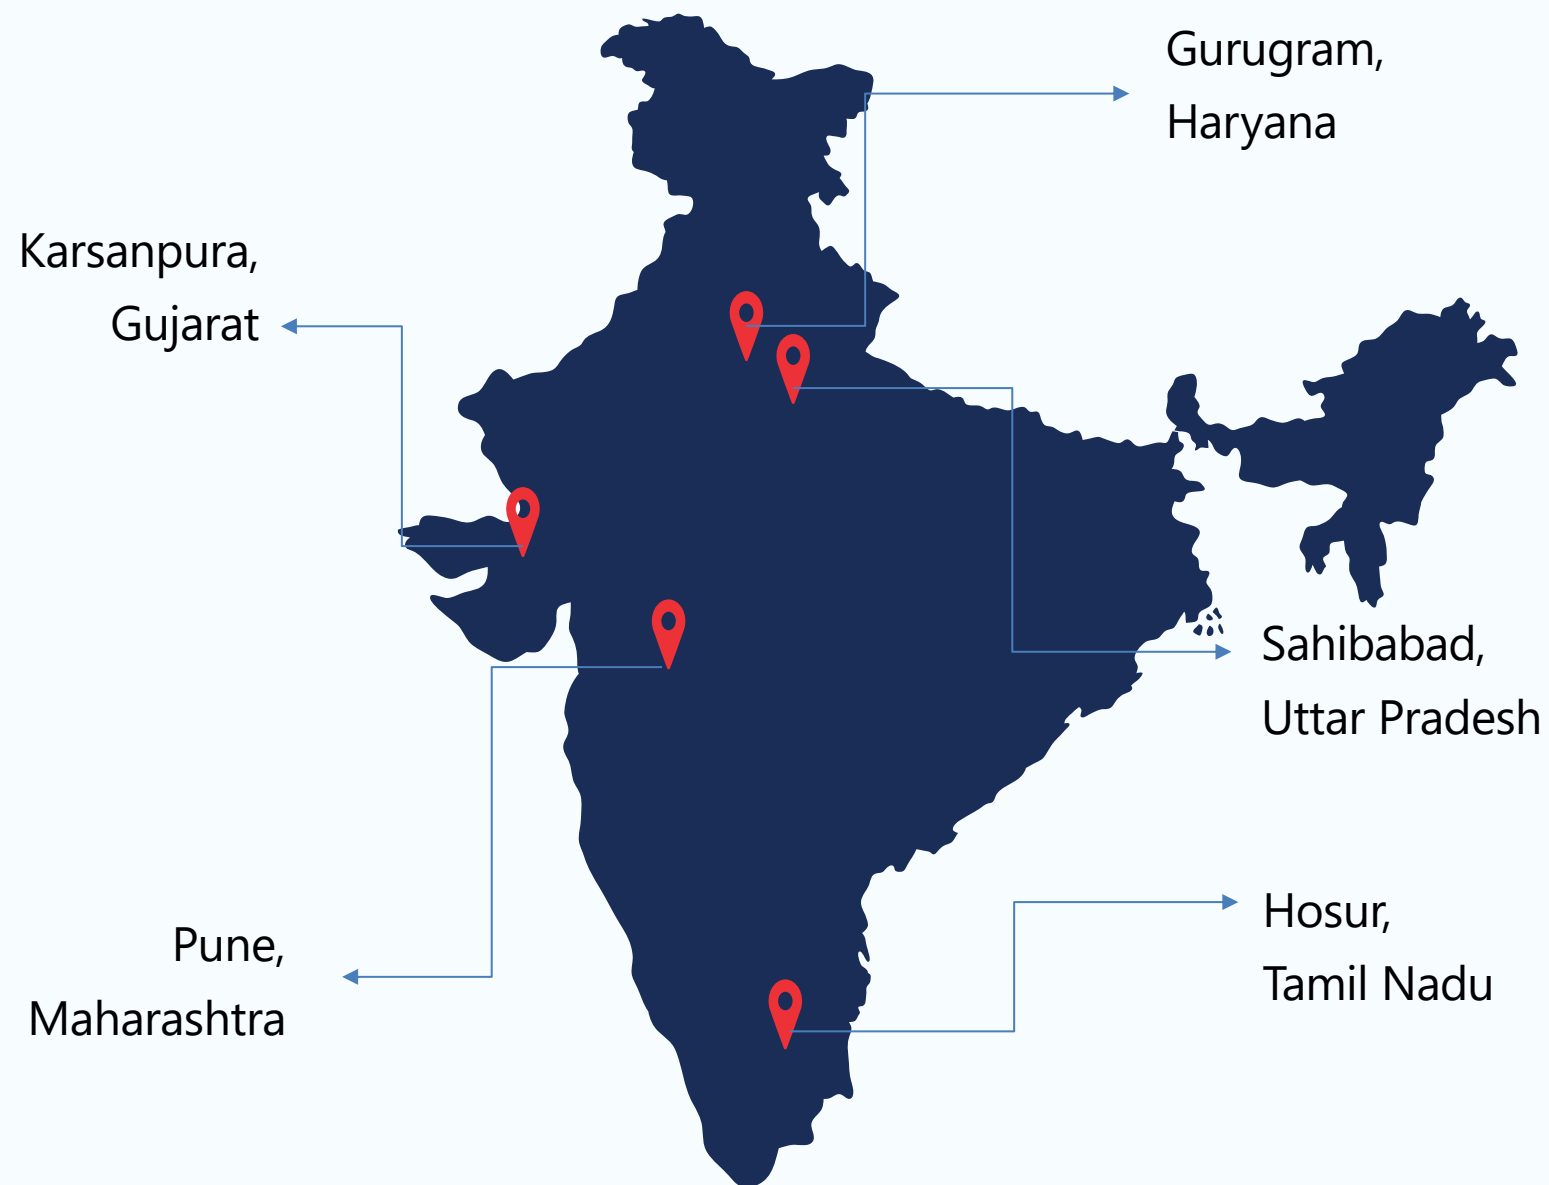 Gurugram,
Haryana
Karsanpura,
Gujarat
Sahibabad,
Uttar Pradesh
Pune,
Maharashtra
Hosur,
Tamil Nadu